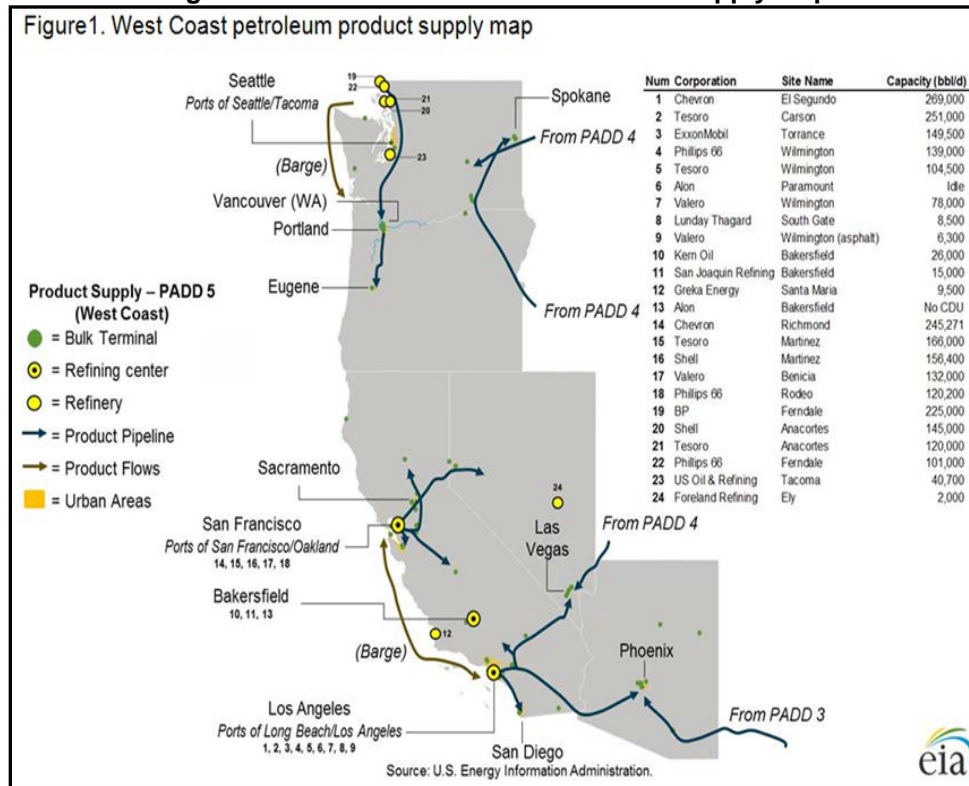 Figure1. West Coast petroleum product supply map
Seattle
Ports of Seattle/Tacoma
19
22
21
20
23
(Barge)
Vancouver (WA)
Portland
Eugene
Spokane
From PADD 4
From PADD 4
Product Supply – PADD 5
(West Coast)
= Bulk Terminal
= Refining center
= Refinery
= Product Pipeline
= Product Flows
= Urban Areas
Num Corporation Site Name Capacity (bbl/d)
1 Chevron El Segundo 269,000
2 Tesoro Carson 251,000
3 ExxonMobil Torrance 149,500
4 Phillips 66 Wilmington 139,000
5 Tesoro Wilmington 104,500
6 Alon Paramount Idle
7 Valero Wilmington 78,000
8 Lunday Thagard South Gate 8,500
9 Valero Wilmington (asphalt) 6,300
10 Kern Oil Bakersfield 26,000
11 San Joaquin Refining Bakersfield 15,000
12 Greka Energy Santa Maria 9,500
13 Alon Bakersfield No CDU
14 Chevron Richmond 245,271
15 Tesoro Martinez 166,000
16 Shell Martinez 156,400
17 Valero Benicia 132,000
18 Phillips 66 Rodeo 120,200
19 BP Ferndale 225,000
20 Shell Anacortes 145,000
21 Tesoro Anacortes 120,000
22 Phillips 66 Ferndale 101,000
23 US Oil & Refining Tacoma 40,700
24 Foreland Refining Ely 2,000
Sacramento
San Francisco
Ports of San Francisco/Oakland
14, 15, 16, 17, 18
Bakersfield
10, 11, 13
12
(Barge)
24
Las
Vegas
From PADD 4
Phoenix
From PADD 3
Los Angeles
Ports of Long Beach/Los Angeles
1, 2, 3, 4, 5, 6, 7, 8, 9
San Diego
Source: U.S. Energy Information Administration.
eia